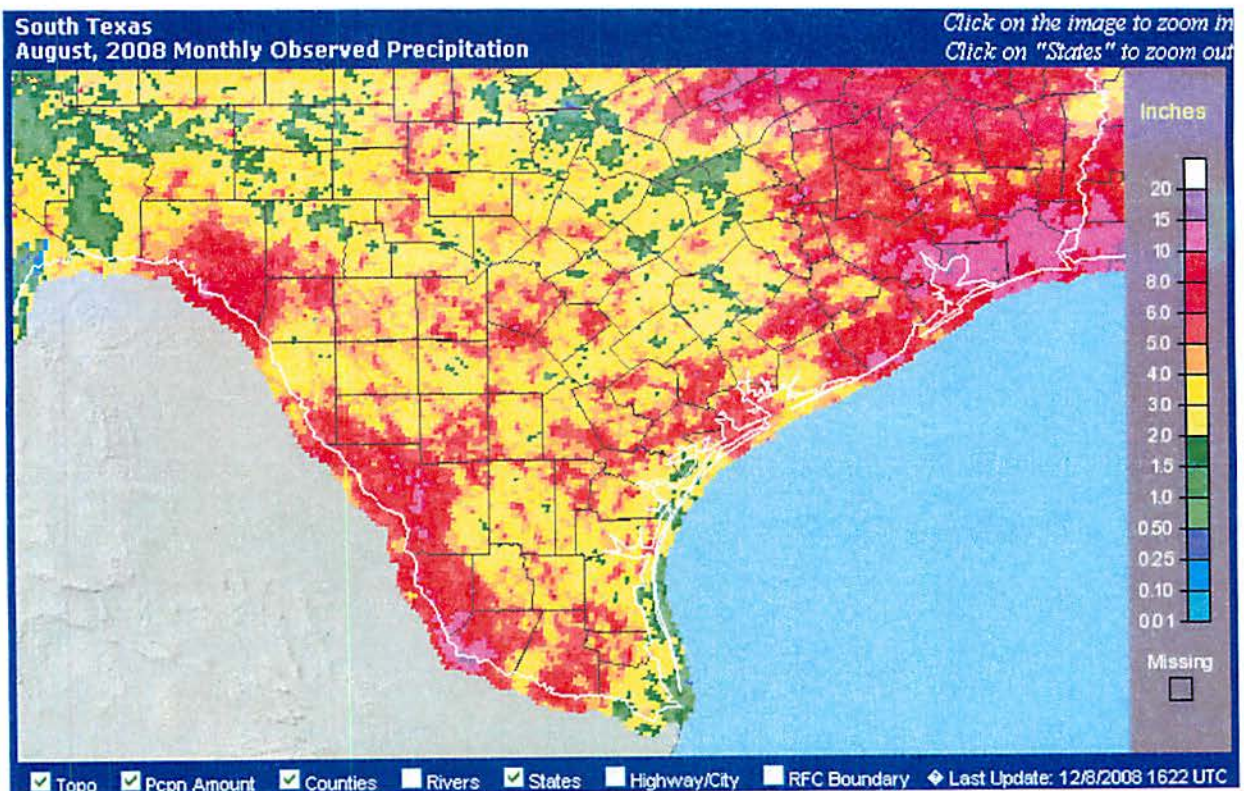 South Texas
August, 2008 Monthly Observed Precipitation
Click on the image to zoom in
Click on "States" to zoom out
Inches
20
15
10
8.0
6.0
5.0
4.0
3.0
2.0
1.5
1.0
0.50
0.25
0.10
0.01
Missing
Topo Pcpn Amount Counties Rivers States Highway/City RFC Boundary Last Update: 12/8/2008 1622 UTC